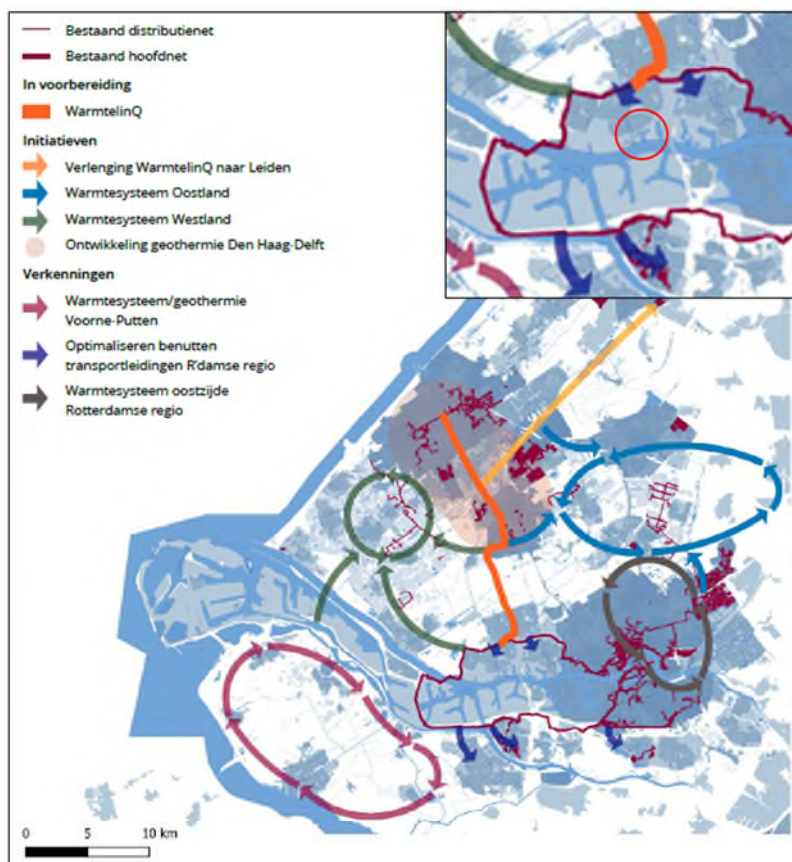 Bestaand distributienet
Bestaand hoofdnet
In voorbereiding
WarmtelinQ
Initiatieven
Verlenging WarmtelinQ naar Leiden
Warmtesysteem Oostland
Warmtesysteem Westland
Ontwikkeling geothermie Den Haag-Delft
Verkenningen
Warmtesysteem/geothermie
Voorne-Putten
Optimaliseren benutten
transportleidingen R'damse regio
Warmtesysteem oostzijde
Rotterdamse regio
0 5 10 km